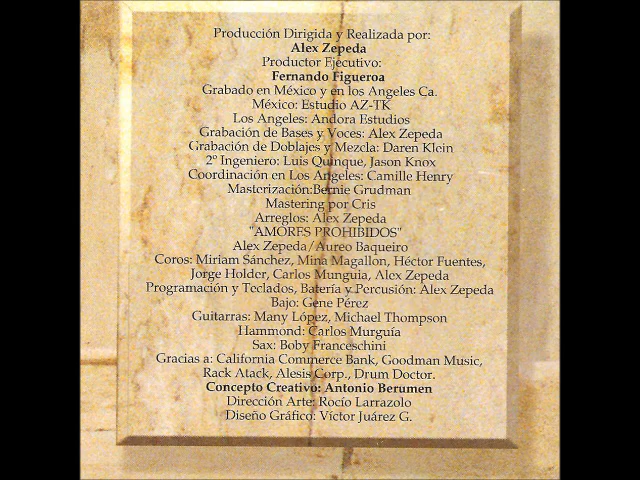 Producción Dirigida y Realizada por:
Alex Zepeda
Productor Ejecutivo:
Fernando Figueroa
Grabado en México y en los Angeles Ca.
México: Estudio AZ-TK
Los Angeles: Andora Estudios
Grabación de Bases y Voces: Alex Zepeda
Grabación de Doblajes y Mezcla: Daren Klein
2º Ingeniero: Luis Quinque, Jason Knox
Coordinación en Los Angeles: Camille Henry
Masterización:Bernie Grudman
Mastering por Cris
Arreglos: Alex Zepeda
"AMORES PROHIBIDOS"
Alex Zepeda/Aureo Baqueiro
Coros: Miriam Sánchez, Mina Magallon, Héctor Fuentes,
Jorge Holder, Carlos Munguia, Alex Zepeda
Programación y Teclados, Batería y Percusión: Alex Zepeda
Bajo: Gene Pérez
Guitarras: Many López, Michael Thompson
Hammond: Carlos Murguía
Sax: Boby Franceschini
Gracias a: California Commerce Bank, Goodman Music,
Rack Atack, Alesis Corp., Drum Doctor.
Concepto Creativo: Antonio Berumen
Dirección Arte: Rocío Larrazolo
Diseño Gráfico: Víctor Juárez G.